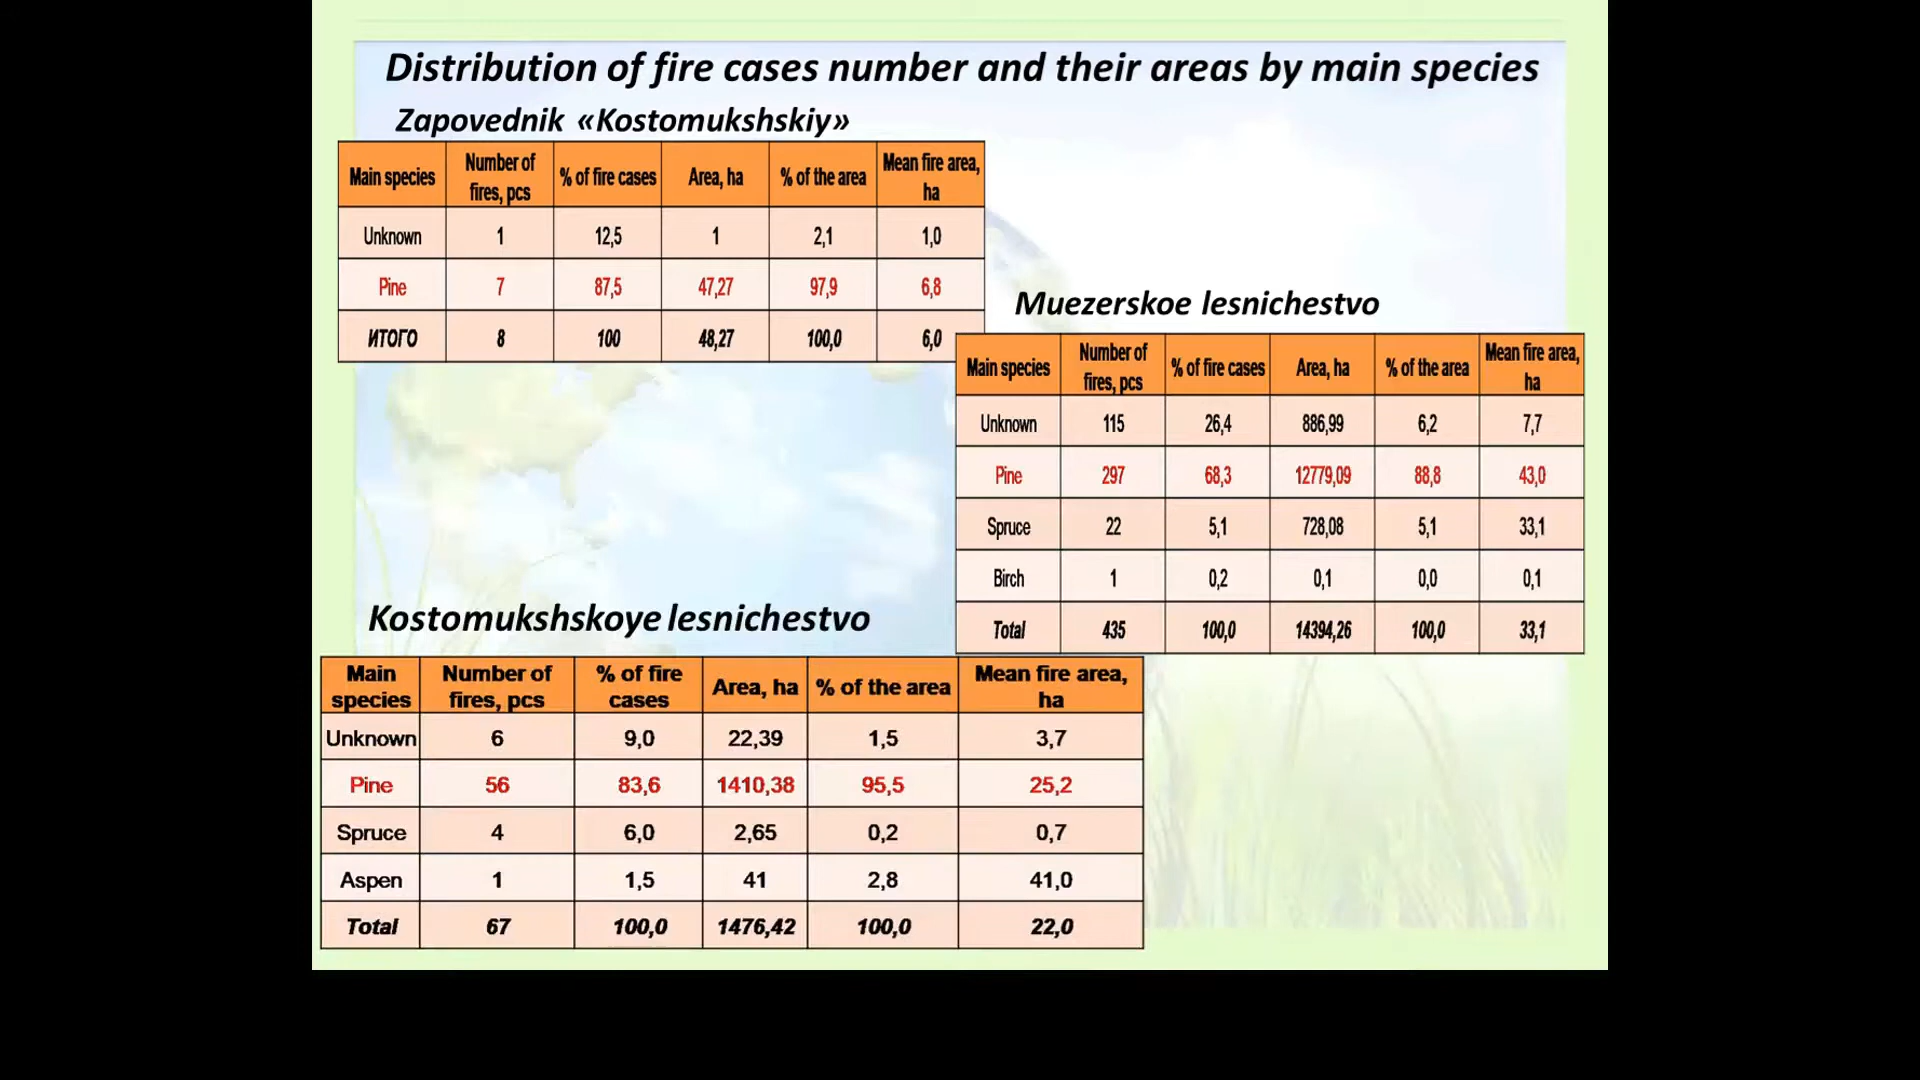 Distribution of fire cases number and their areas by main species
Zapovednik «Kostomukshskiy»
Main species Number of fires, pcs % of fire cases Area, ha % of the area Mean fire area, ha
Unknown 1 12,5 1 2,1 1,0
Pine 7 87,5 47,27 97,9 6,8
ИТОГО 8 100 48,27 100,0 6,0
Muezerskoe lesnichestvo
Main species Number of fires, pcs % of fire cases Area, ha % of the area Mean fire area, ha
Unknown 115 26,4 886,99 6,2 7,7
Pine 297 68,3 12779,09 88,8 43,0
Spruce 22 5,1 728,08 5,1 33,1
Birch 1 0,2 0,1 0,0 0,1
Total 435 100,0 14394,26 100,0 33,1
Kostomukshskoye lesnichestvo
Main species Number of fires, pcs % of fire cases Area, ha % of the area Mean fire area, ha
Unknown 6 9,0 22,39 1,5 3,7
Pine 56 83,6 1410,38 95,5 25,2
Spruce 4 6,0 2,65 0,2 0,7
Aspen 1 1,5 41 2,8 41,0
Total 67 100,0 1476,42 100,0 22,0